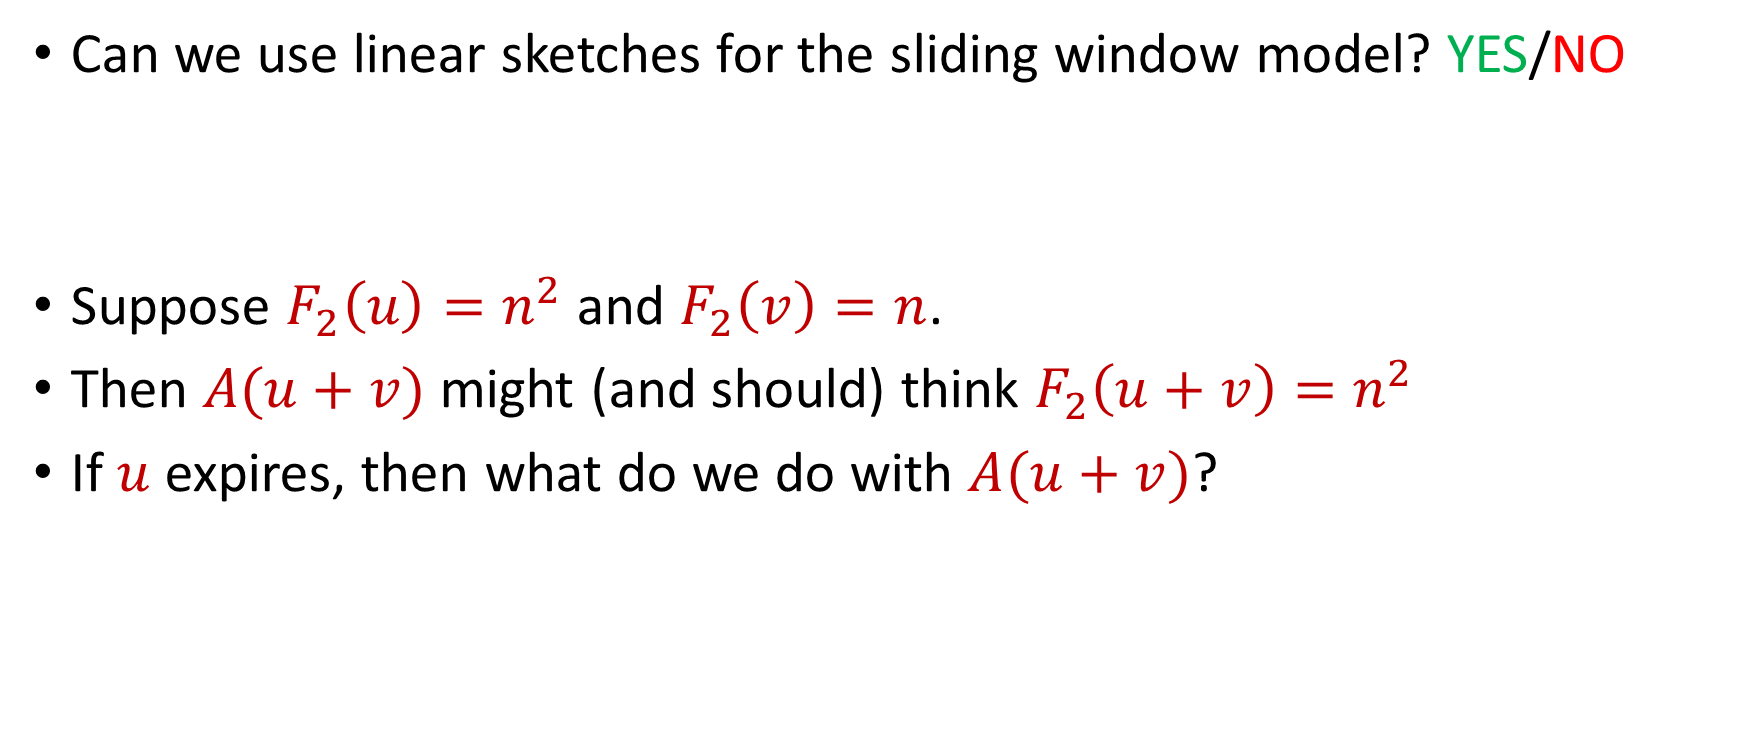 • Can we use linear sketches for the sliding window model? YES/NO
• Suppose F₂(u) = n² and F₂(v) = n.
• Then A(u + v) might (and should) think F₂(u + v) = n²
• If u expires, then what do we do with A(u + v)?